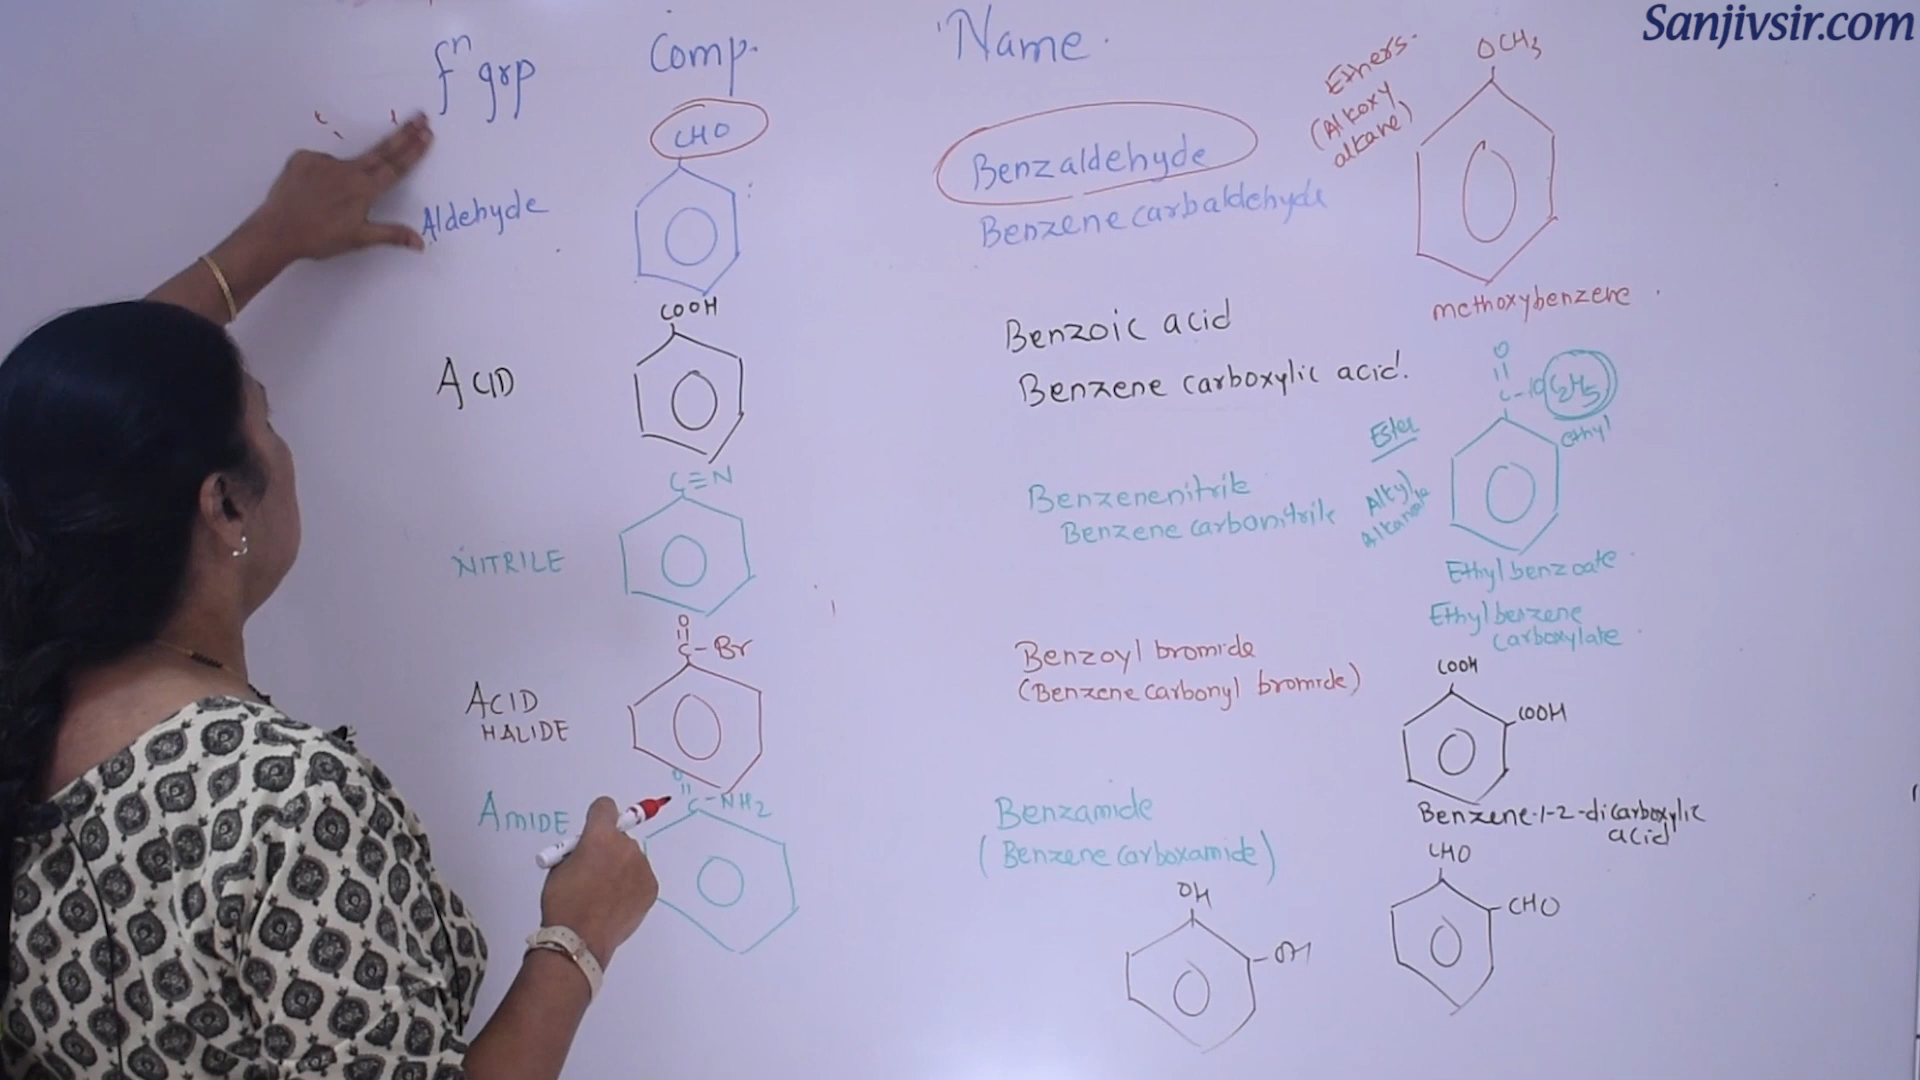 Sanjivsir.com
fⁿ grp
Comp.
Name.
CHO
Aldehyde
Benzaldehyde
Benzene carbaldehyde
COOH
ACID
Benzoic acid
Benzene carboxylic acid.
C≡N
NITRILE
Benzenenitrile
Benzene carbonitrile
O
C-Br
ACID
HALIDE
Benzoyl bromide
(Benzene carbonyl bromide)
O
C-NH2
AMIDE
Benzamide
(Benzene carboxamide)
OH
OH
Ethers.
(Alkoxy
alkane)
OCH3
methoxybenzene.
O
C-
C2H5
ethyl
Ester
Alkyl
Ethyl benzoate.
Ethyl benzene
carboxylate.
COOH
COOH
Benzene-1-2-dicarboxylic
acid
CHO
CHO